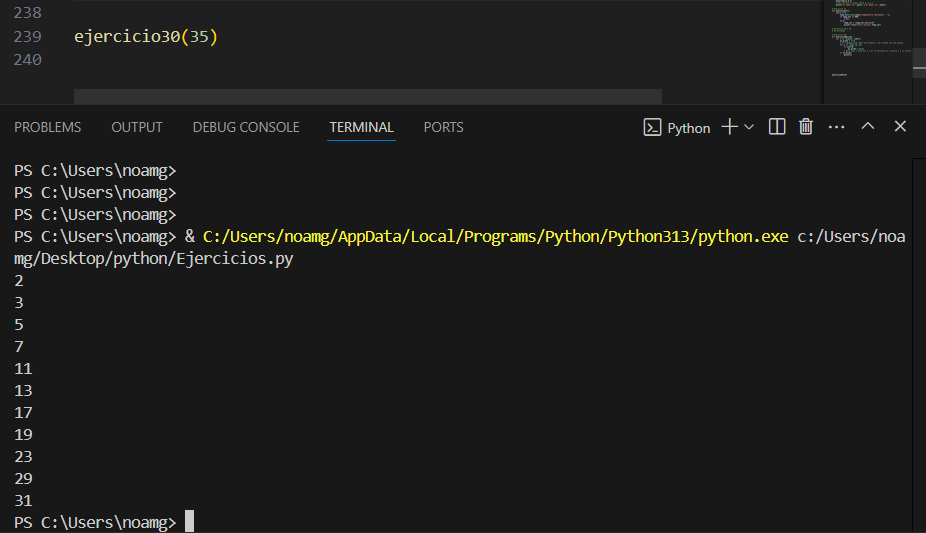 238
239 ejercicio30(35)
240
PROBLEMS OUTPUT DEBUG CONSOLE TERMINAL PORTS Python
PS C:\Users\noamg>
PS C:\Users\noamg>
PS C:\Users\noamg>
PS C:\Users\noamg> & C:/Users/noamg/AppData/Local/Programs/Python/Python313/python.exe c:/Users/noa
mg/Desktop/python/Ejercicios.py
2
3
5
7
11
13
17
19
23
29
31
PS C:\Users\noamg>